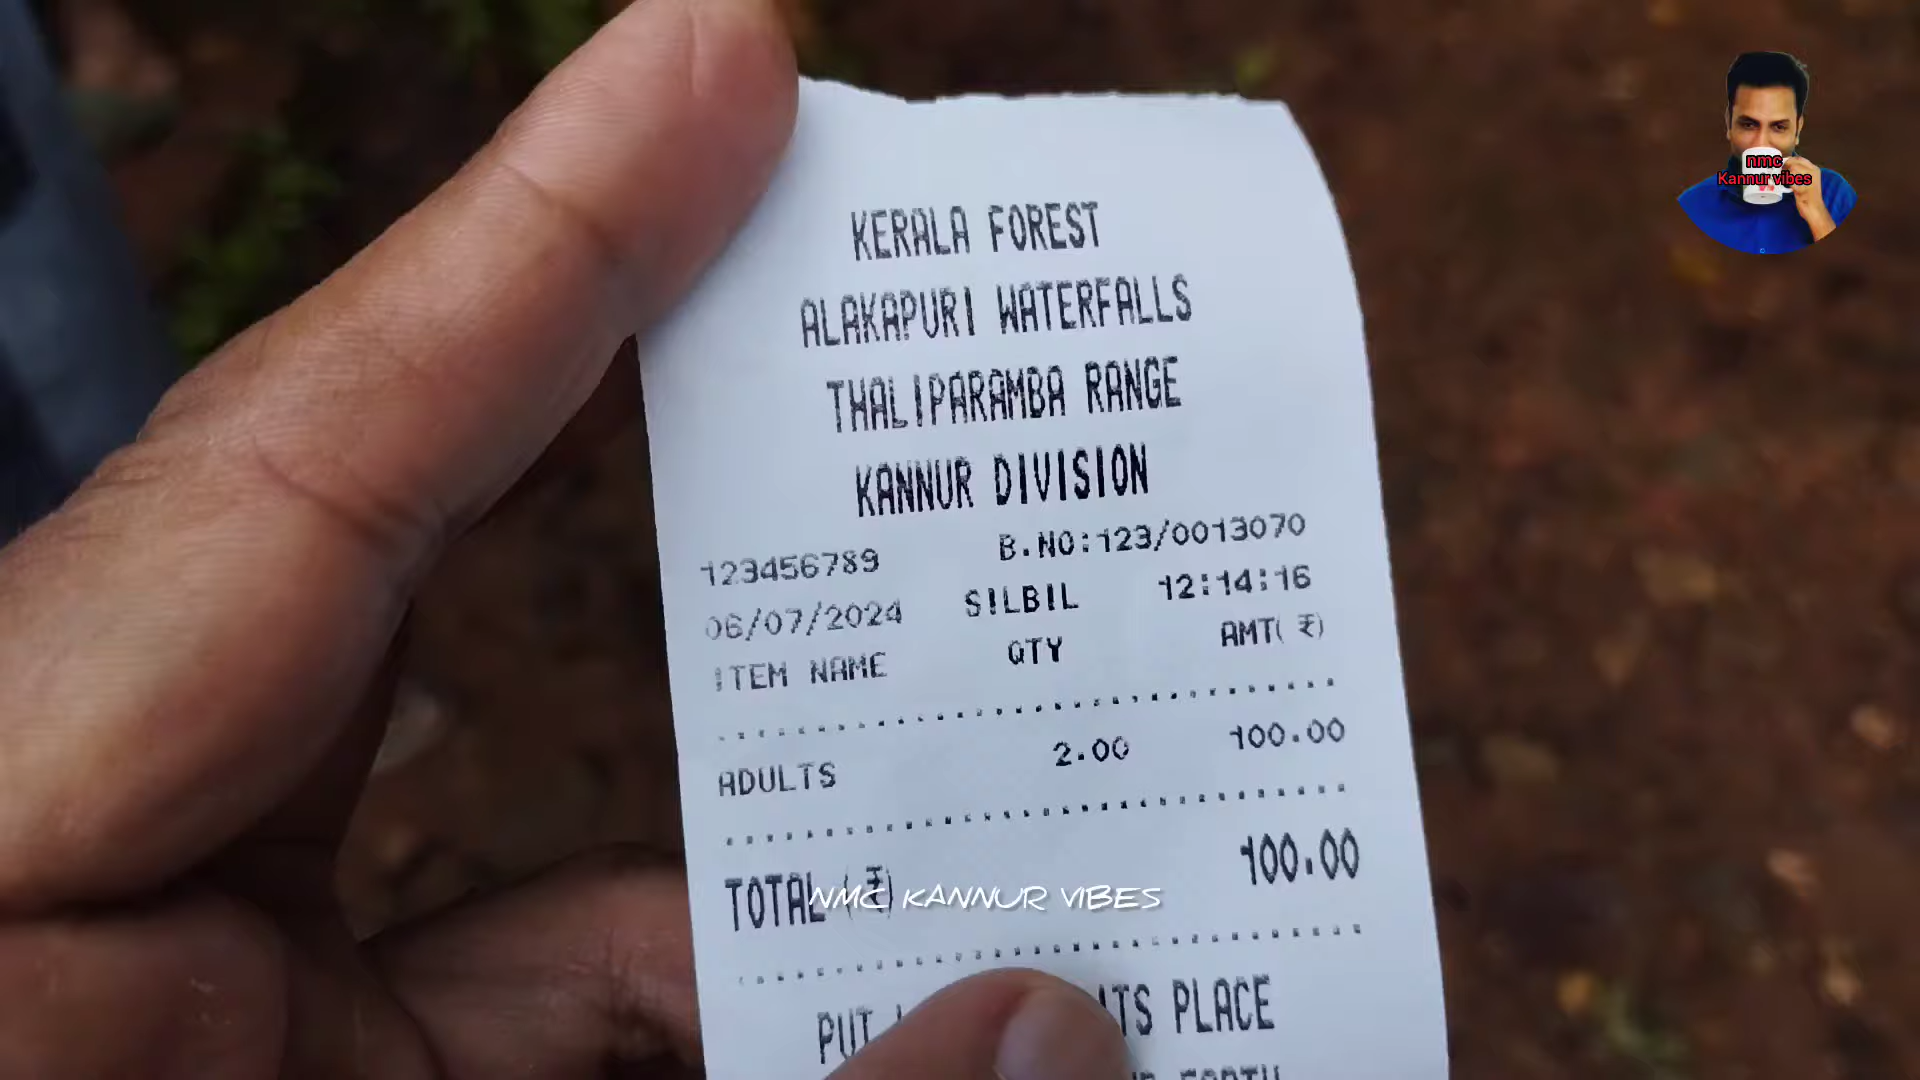 nmc
Kannur vibes
KERALA FOREST
ALAKAPURI WATERFALLS
THALIPARAMBA RANGE
KANNUR DIVISION
123456789 B.NO:123/0013070
06/07/2024 SILBIL 12:14:16
ITEM NAME QTY AMT( ₹)
ADULTS 2.00 100.00
TOTAL (₹) 100.00
NMC KANNUR VIBES
PUT ITS PLACE